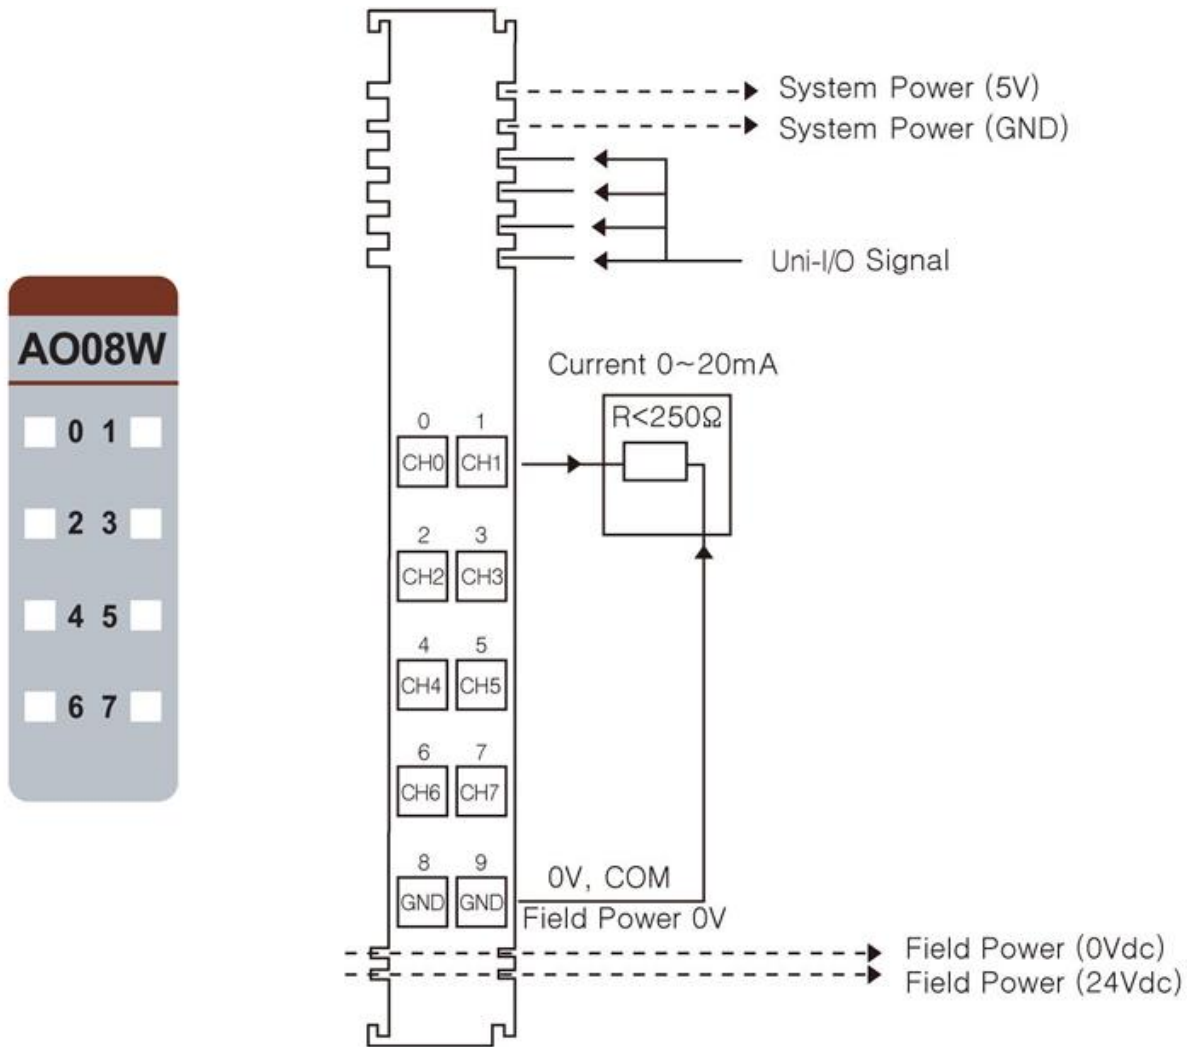 System Power (5V)
System Power (GND)
Uni-I/O Signal
AO08W
0 1
2 3
4 5
6 7
Current 0~20mA
R<250Ω
0 1
CH0 CH1
2 3
CH2 CH3
4 5
CH4 CH5
6 7
CH6 CH7
8 9
GND GND
0V, COM
Field Power 0V
Field Power (0Vdc)
Field Power (24Vdc)